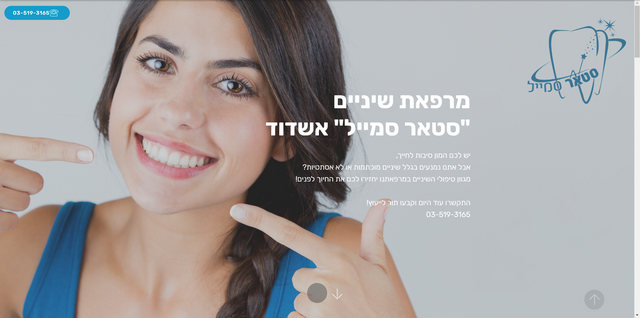 03-519-3165
סטאר סמייל
מרפאת שיניים
"סטאר סמייל" אשדוד
יש לכם המון סיבות לחייך,
אבל אתם נמנעים בגלל שיניים מוכתמות או לא אסתטיות?
מגוון טיפולי השיניים במרפאתנו יחזירו לכם את החיוך לפנים!
התקשרו עוד היום וקבעו תור לייעוץ!
03-519-3165